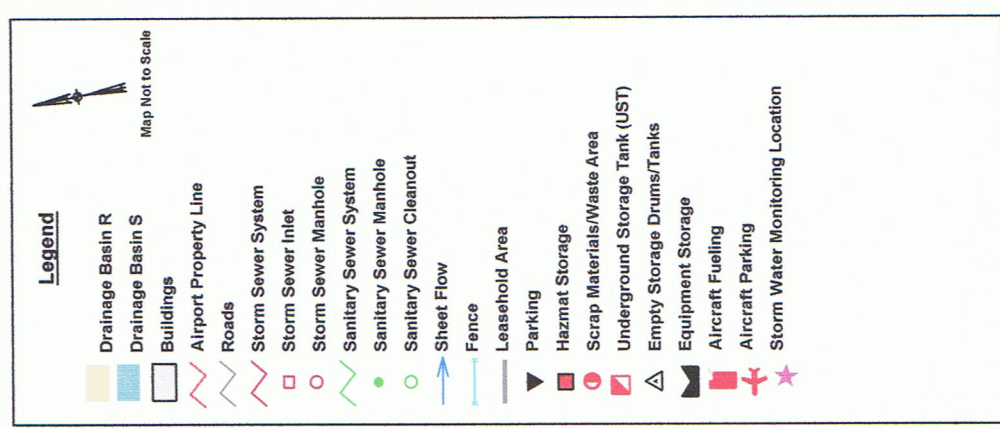 Legend
Map Not to Scale
Drainage Basin R
Drainage Basin S
Buildings
Airport Property Line
Roads
Storm Sewer System
Storm Sewer Inlet
Storm Sewer Manhole
Sanitary Sewer System
Sanitary Sewer Manhole
Sanitary Sewer Cleanout
Sheet Flow
Fence
Leasehold Area
Parking
Hazmat Storage
Scrap Materials/Waste Area
Underground Storage Tank (UST)
Empty Storage Drums/Tanks
Equipment Storage
Aircraft Fueling
Aircraft Parking
Storm Water Monitoring Location